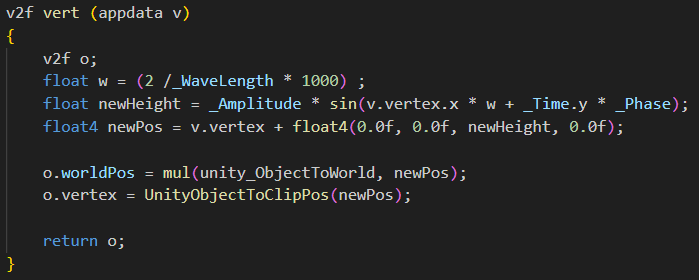 v2f vert (appdata v)
{
    v2f o;
    float w = (2 /_WaveLength * 1000) ;
    float newHeight = _Amplitude * sin(v.vertex.x * w + _Time.y * _Phase);
    float4 newPos = v.vertex + float4(0.0f, 0.0f, newHeight, 0.0f);

    o.worldPos = mul(unity_ObjectToWorld, newPos);
    o.vertex = UnityObjectToClipPos(newPos);

    return o;
}